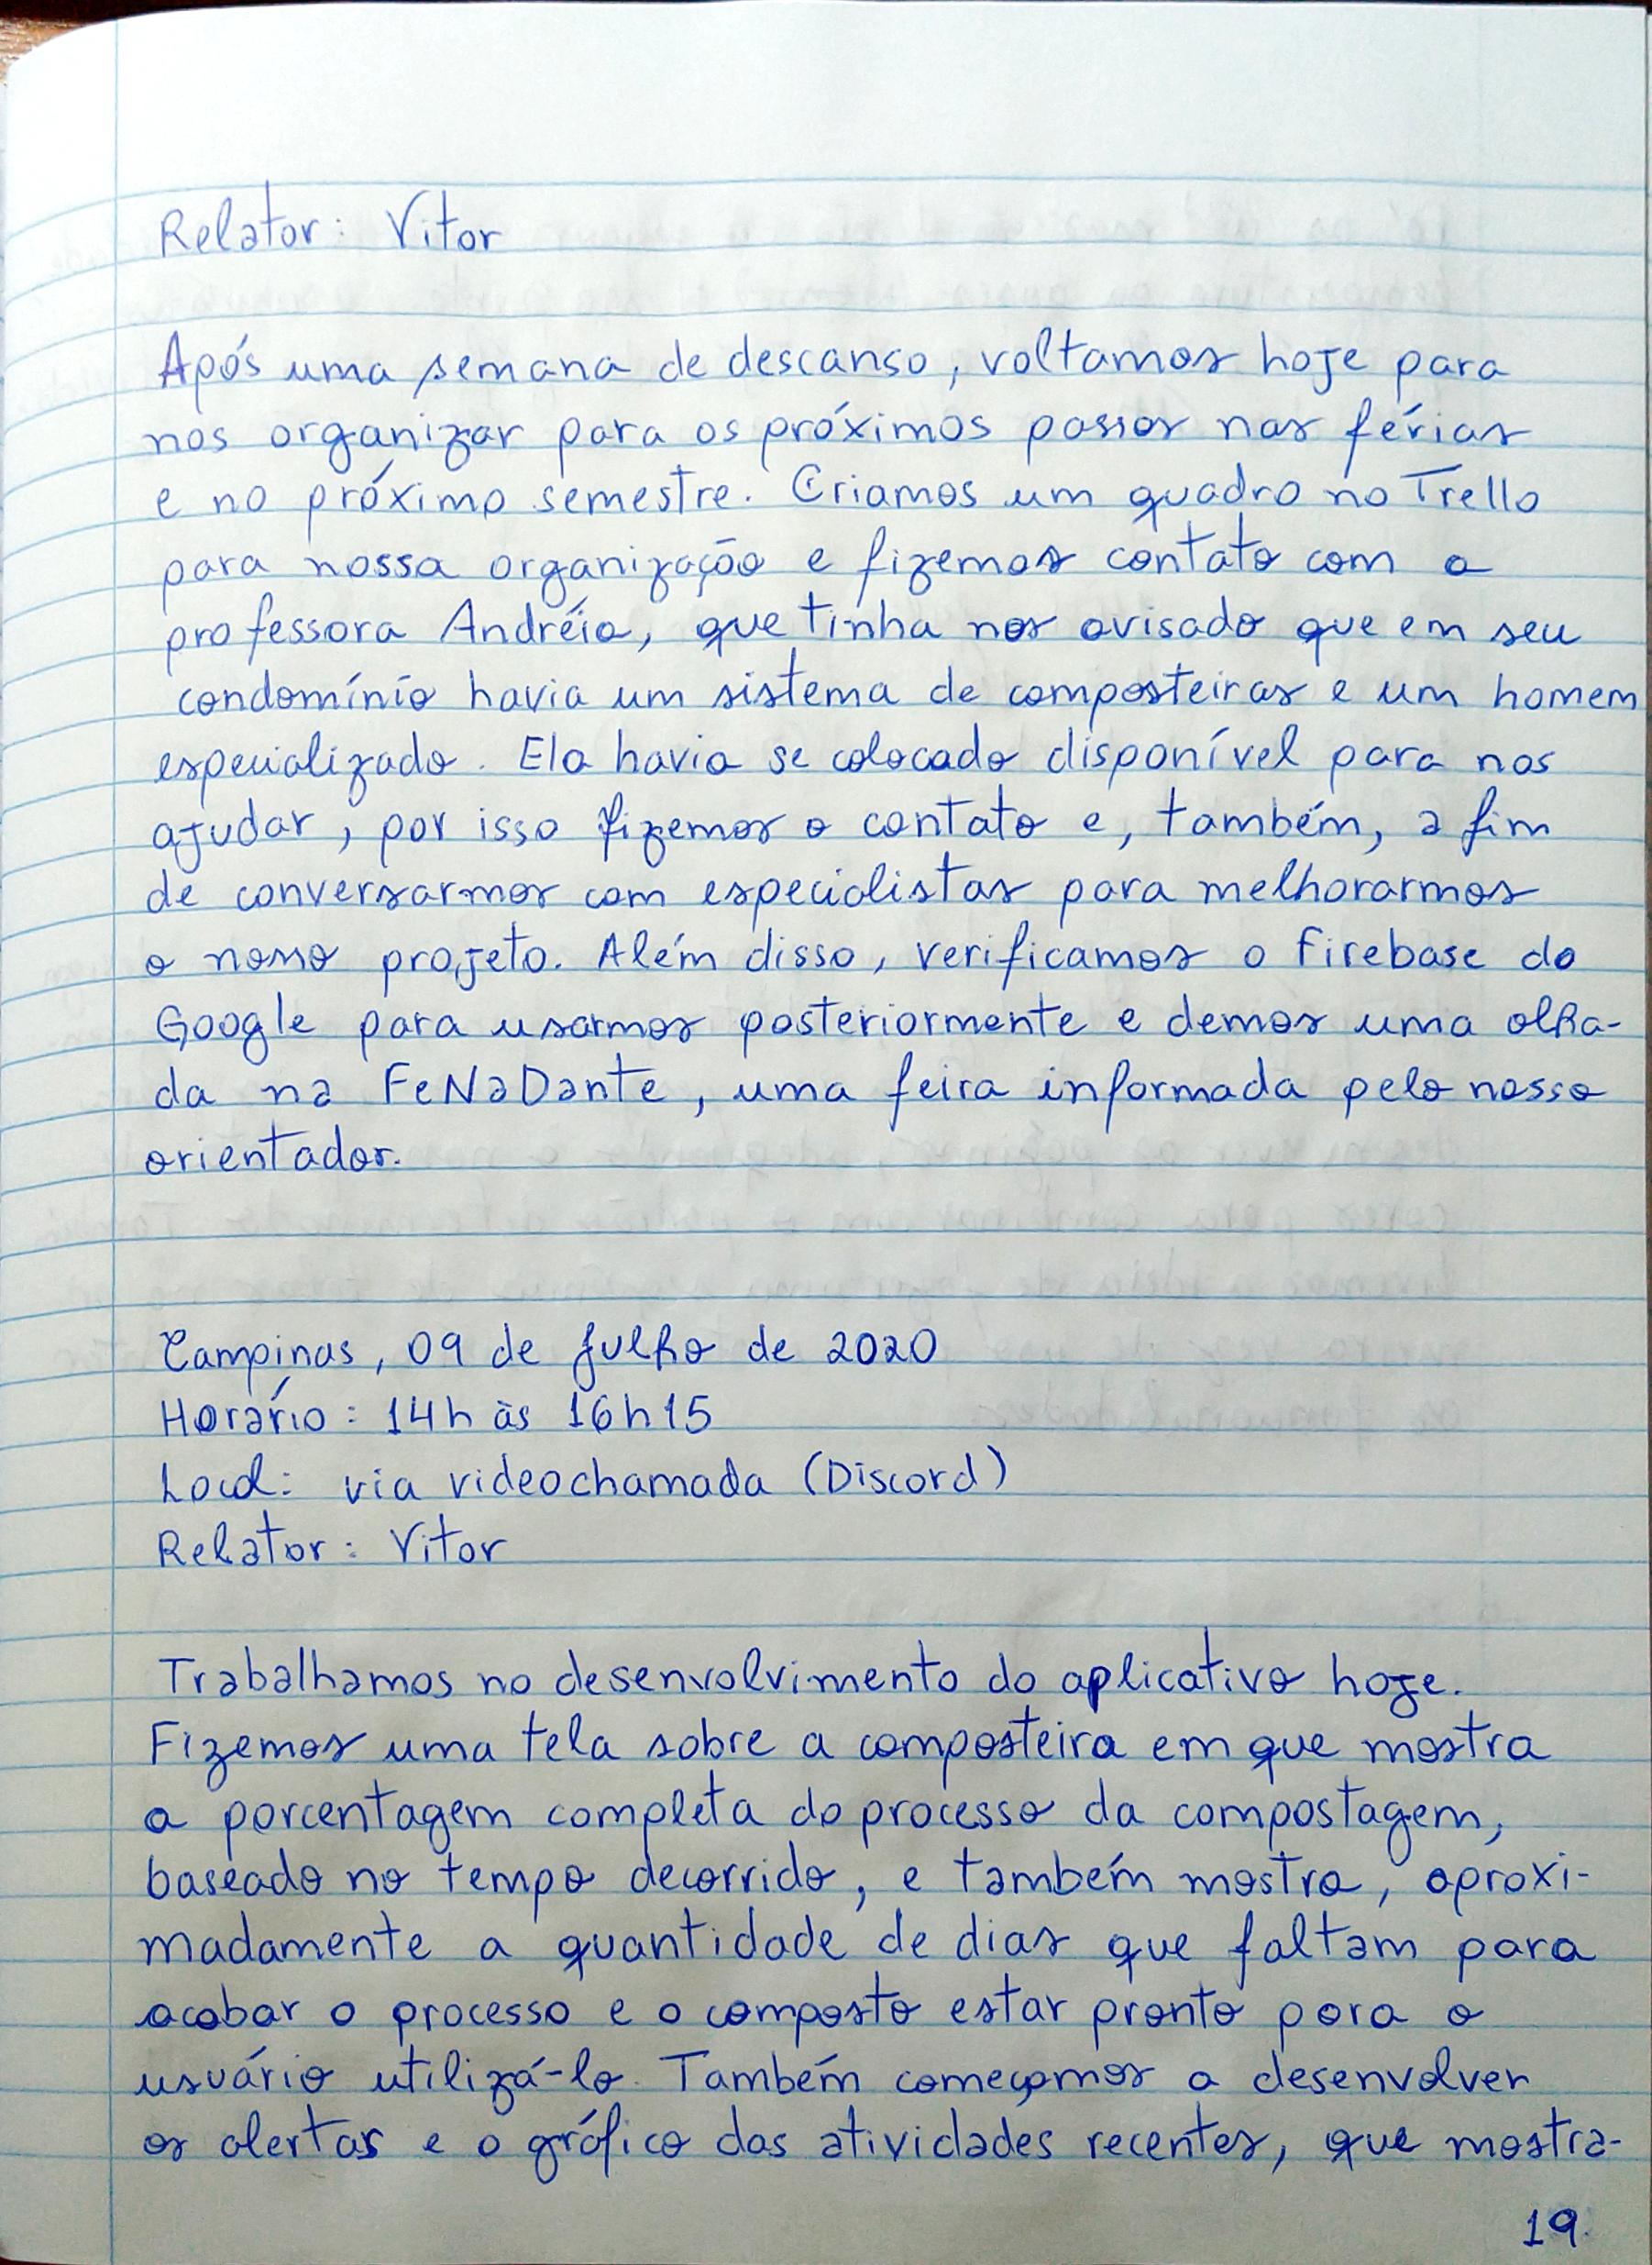 Relator: Vitor
Após uma semana de descanso, voltamos hoje para
nos organizar para os próximos passos nas férias
e no próximo semestre. Criamos um quadro no Trello
para nossa organização e fizemos contato com a
professora Andréia, que tinha nos avisado que em seu
condomínio havia um sistema de composteiras e um homem
especializado. Ela havia se colocado disponível para nos
ajudar, por isso fizemos o contato e, também, a fim
de conversarmos com especialistas para melhorarmos
o nosso projeto. Além disso, verificamos o Firebase do
Google para usarmos posteriormente e demos uma olha-
da na FeNaDante, uma feira informada pelo nosso
orientador.
Campinas, 09 de julho de 2020
Horário: 14h às 16h15
Local: via videochamada (Discord)
Relator: Vitor
Trabalhamos no desenvolvimento do aplicativo hoje.
Fizemos uma tela sobre a composteira em que mostra
a porcentagem completa do processo da compostagem,
baseado no tempo decorrido, e também mostra, aproxi-
madamente a quantidade de dias que faltam para
acabar o processo e o composto estar pronto para o
usuário utilizá-lo. Também começamos a desenvolver
os alertas e o gráfico das atividades recentes, que mostra-
19